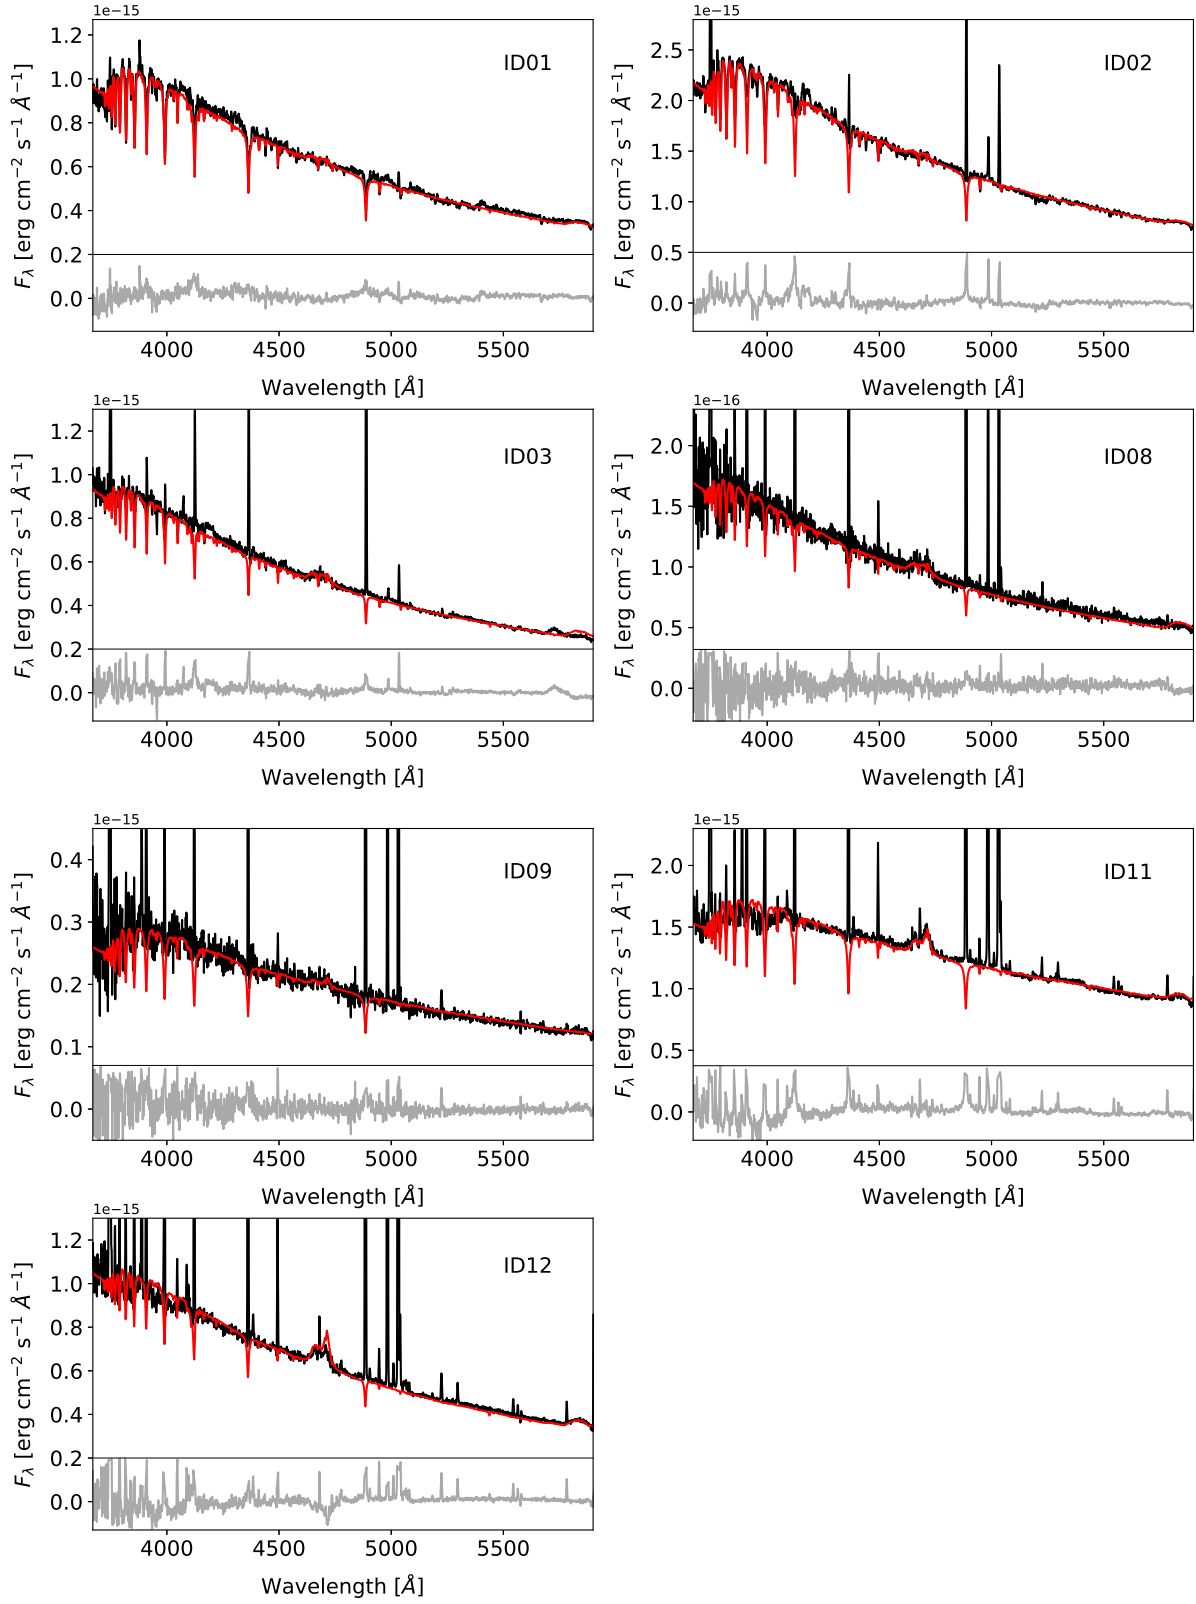 1e−15
1.2
1.0
0.8
0.6
0.4
0.2
0.0
ID01
F_λ [erg cm⁻² s⁻¹ Å⁻¹]
4000 4500 5000 5500
Wavelength [Å]
1e−15
2.5
2.0
1.5
1.0
0.5
0.0
ID02
F_λ [erg cm⁻² s⁻¹ Å⁻¹]
4000 4500 5000 5500
Wavelength [Å]
1e−15
1.2
1.0
0.8
0.6
0.4
0.2
0.0
ID03
F_λ [erg cm⁻² s⁻¹ Å⁻¹]
4000 4500 5000 5500
Wavelength [Å]
1e−16
2.0
1.5
1.0
0.5
0.0
ID08
F_λ [erg cm⁻² s⁻¹ Å⁻¹]
4000 4500 5000 5500
Wavelength [Å]
1e−15
0.4
0.3
0.2
0.1
0.0
ID09
F_λ [erg cm⁻² s⁻¹ Å⁻¹]
4000 4500 5000 5500
Wavelength [Å]
1e−15
2.0
1.5
1.0
0.5
0.0
ID11
F_λ [erg cm⁻² s⁻¹ Å⁻¹]
4000 4500 5000 5500
Wavelength [Å]
1e−15
1.2
1.0
0.8
0.6
0.4
0.2
0.0
ID12
F_λ [erg cm⁻² s⁻¹ Å⁻¹]
4000 4500 5000 5500
Wavelength [Å]